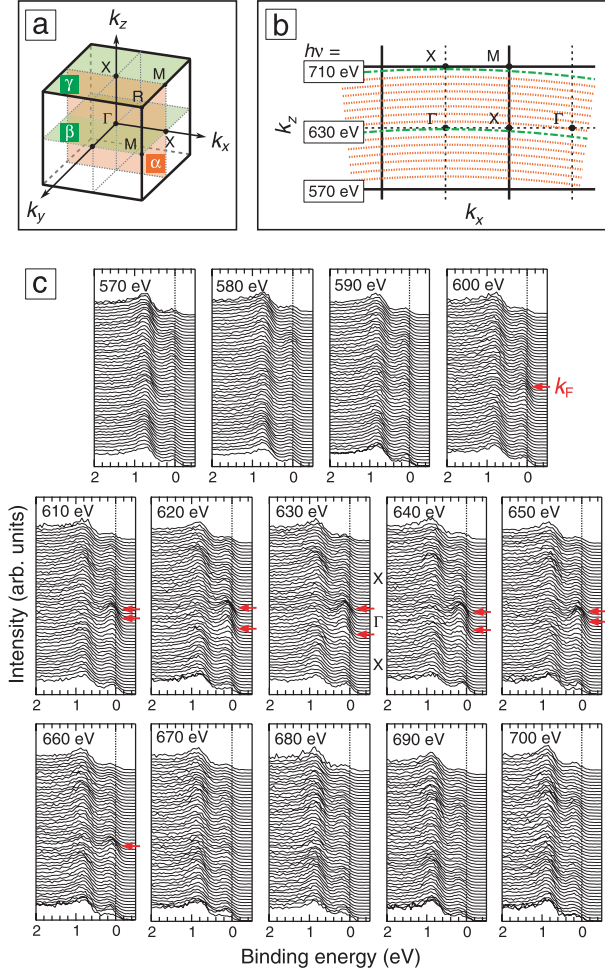 a
k_z
X
M
γ
R
Γ
k_x
β
M
X
α
k_y
b
hν =
X
M
710 eV
k_z
Γ
X
Γ
630 eV
570 eV
k_x
c
570 eV
580 eV
590 eV
600 eV
k_F
2 1 0
2 1 0
2 1 0
2 1 0
Intensity (arb. units)
610 eV
620 eV
630 eV
640 eV
650 eV
X
Γ
X
2 1 0
2 1 0
2 1 0
2 1 0
2 1 0
660 eV
670 eV
680 eV
690 eV
700 eV
2 1 0
2 1 0
2 1 0
2 1 0
2 1 0
Binding energy (eV)